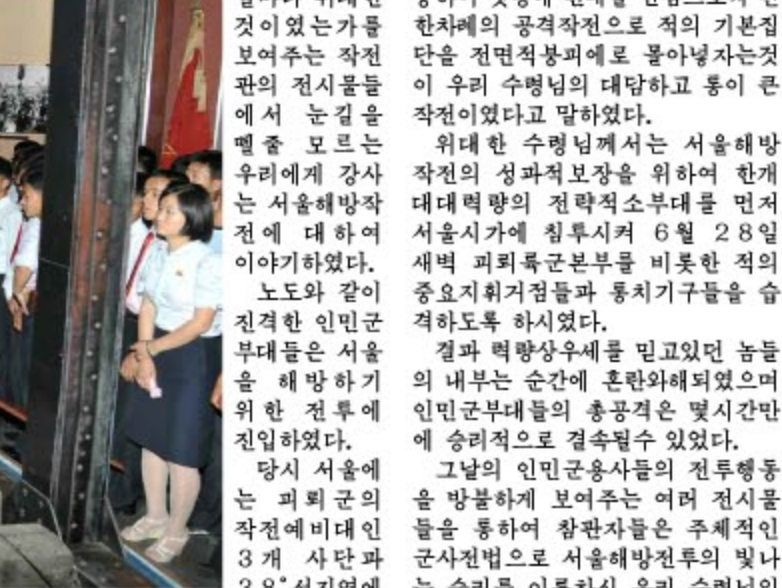 것이였는가를
보여주는 작전
관의 전시물들
에서 눈길을
뗄줄 모르는
우리에게 강사
는 서울해방작
전에 대하여
이야기하였다.
노도와 같이
진격한 인민군
부대들은 서울
을 해방하기
위한 전투에
진입하였다.
당시 서울에
는 괴뢰군의
작전예비대인
3개 사단과
한차례의 공격작전으로 적의 기본집
단을 전면적붕괴에로 몰아넣자는것
이 우리 수령님의 대담하고 통이 큰
작전이였다고 말하였다.
위대한 수령님께서는 서울해방
작전의 성과적보장을 위하여 한개
대대력량의 전략적소부대를 먼저
서울시가에 침투시켜 6월 28일
새벽 괴뢰륙군본부를 비롯한 적의
중요지휘거점들과 통치기구들을 습
격하도록 하시였다.
결과 력량상우세를 믿고있던 놈들
의 내부는 순간에 혼란와해되였으며
인민군부대들의 총공격은 몇시간만
에 승리적으로 결속될수 있었다.
그날의 인민군용사들의 전투행동
을 방불하게 보여주는 여러 전시물
들을 통하여 참관자들은 주체적인
군사전법으로 서울해방전투의 빛나